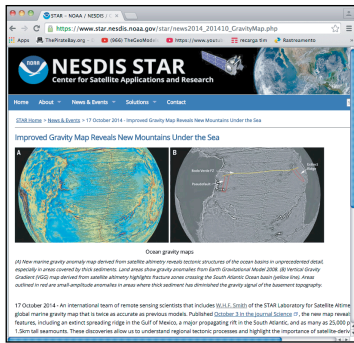 STAR - NOAA / NESDIS / S
https://www.star.nesdis.noaa.gov/star/news2014_201410_GravityMap.php
Apps ThePirateBay.org - (966) TheGeoModels https://www.youtub recarga tim Rastreamento
NOAA
NESDIS STAR
Center for Satellite Applications and Research
Home About News & Events Solutions Contact
STAR Home > News & Events > 17 October 2014 - Improved Gravity Map Reveals New Mountains Under the Sea
Improved Gravity Map Reveals New Mountains Under the Sea
A
B
Ocean gravity maps
(A) New marine gravity anomaly map derived from satellite altimetry reveals tectonic structures of the ocean basins in unprecedented detail,
especially in areas covered by thick sediments. Land areas show gravity anomalies from Earth Gravitational Model 2008. (B) Vertical Gravity
Gradient (VGG) map derived from satellite altimetry highlights fracture zones crossing the South Atlantic Ocean basin (yellow line). Areas
outlined in red are small-amplitude anomalies in areas where thick sediment has diminished the gravity signal of the basement topography.
17 October 2014 - An international team of remote sensing scientists that includes W.H.F. Smith of the STAR Laboratory for Satellite Altime
global marine gravity map that is twice as accurate as previous models. Published October 3 in the journal Science, the new map reveal
features, including an extinct spreading ridge in the Gulf of Mexico, a major propagating rift in the South Atlantic, and as many as 25,000 p
1.5km tall seamounts. These discoveries allow us to understand regional tectonic processes and highlight the importance of satellite-deriv